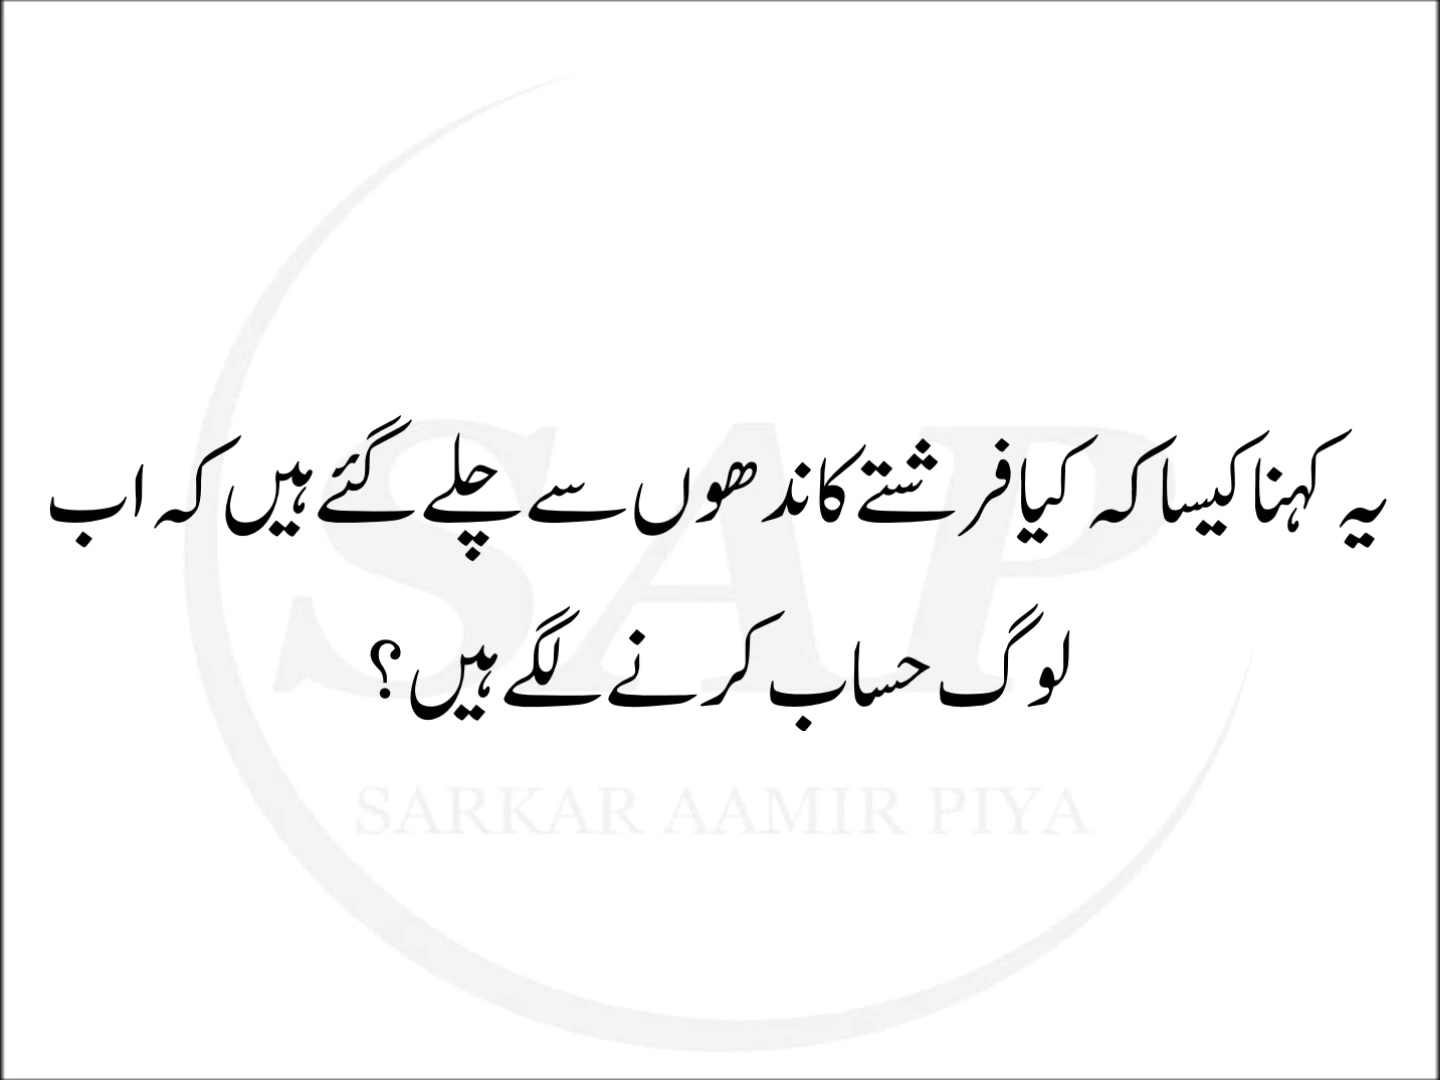 یہ کہنا کیسا کہ کیا فرشتے کاندھوں سے چلے گئے ہیں کہ اب
لوگ حساب کرنے لگے ہیں ؟
SAP
SARKAR AAMIR PIYA